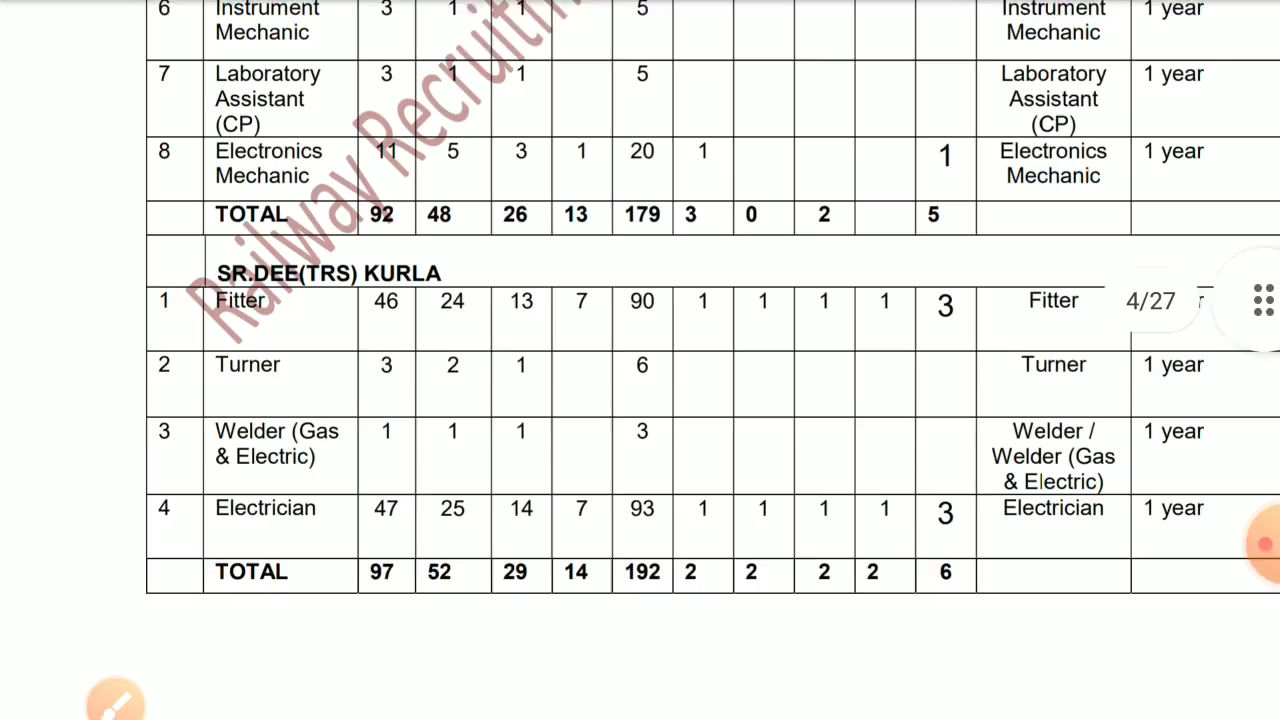 6 Instrument Mechanic 3 1 1 5 Instrument Mechanic 1 year
7 Laboratory Assistant (CP) 3 1 1 5 Laboratory Assistant (CP) 1 year
8 Electronics Mechanic 11 5 3 1 20 1 1 Electronics Mechanic 1 year
TOTAL 92 48 26 13 179 3 0 2 5
SR.DEE(TRS) KURLA
1 Fitter 46 24 13 7 90 1 1 1 1 3 Fitter r
4/27
2 Turner 3 2 1 6 Turner 1 year
3 Welder (Gas & Electric) 1 1 1 3 Welder / Welder (Gas & Electric) 1 year
4 Electrician 47 25 14 7 93 1 1 1 1 3 Electrician 1 year
TOTAL 97 52 29 14 192 2 2 2 2 6
Railway